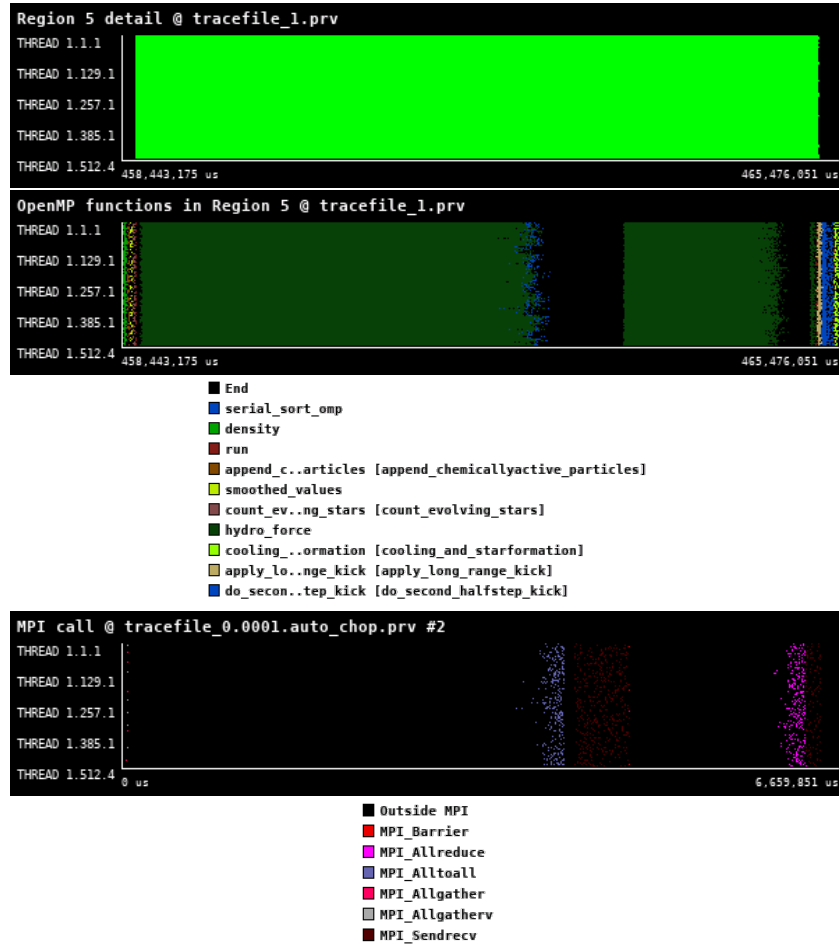 Region 5 detail @ tracefile_1.prv
THREAD 1.1.1
THREAD 1.129.1
THREAD 1.257.1
THREAD 1.385.1
THREAD 1.512.4
458,443,175 us 465,476,051 us
OpenMP functions in Region 5 @ tracefile_1.prv
THREAD 1.1.1
THREAD 1.129.1
THREAD 1.257.1
THREAD 1.385.1
THREAD 1.512.4
458,443,175 us 465,476,051 us
End
serial_sort_omp
density
run
append_c..articles [append_chemicallyactive_particles]
smoothed_values
count_ev..ng_stars [count_evolving_stars]
hydro_force
cooling_..ormation [cooling_and_starformation]
apply_lo..nge_kick [apply_long_range_kick]
do_secon..tep_kick [do_second_halfstep_kick]
MPI call @ tracefile_0.0001.auto_chop.prv #2
THREAD 1.1.1
THREAD 1.129.1
THREAD 1.257.1
THREAD 1.385.1
THREAD 1.512.4
0 us 6,659,851 us
Outside MPI
MPI_Barrier
MPI_Allreduce
MPI_Alltoall
MPI_Allgather
MPI_Allgatherv
MPI_Sendrecv